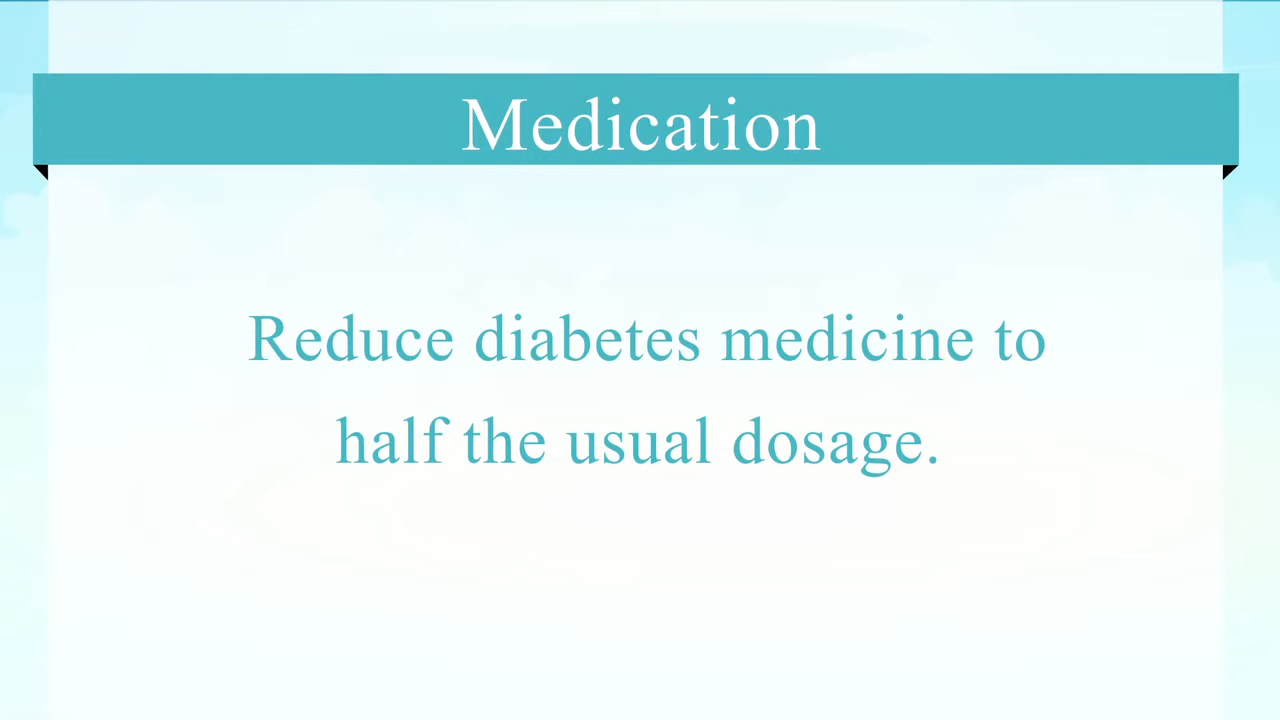 Medication
Reduce diabetes medicine to
half the usual dosage.